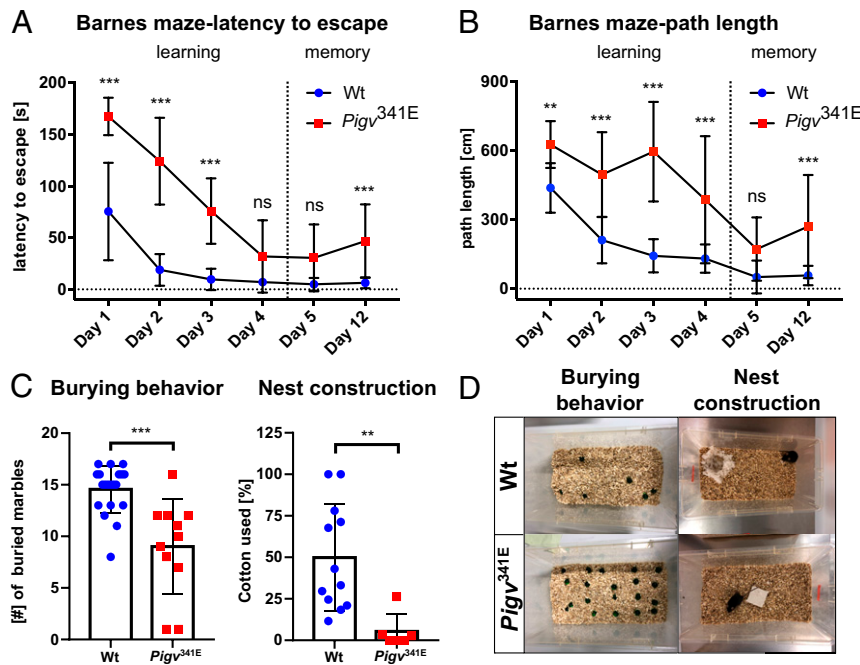 A Barnes maze-latency to escape
learning memory
latency to escape [s]
200
150
100
50
0
*** *** *** ns ns ***
Wt
Pigv341E
Day 1 Day 2 Day 3 Day 4 Day 5 Day 12
B Barnes maze-path length
learning memory
path length [cm]
900
600
300
0
** *** *** *** ns ***
Wt
Pigv341E
Day 1 Day 2 Day 3 Day 4 Day 5 Day 12
C Burying behavior
[#] of buried marbles
20
15
10
5
0
***
Wt Pigv341E
Nest construction
Cotton used [%]
125
100
75
50
25
0
**
Wt Pigv341E
D Burying
behavior
Nest
construction
Wt
Pigv341E